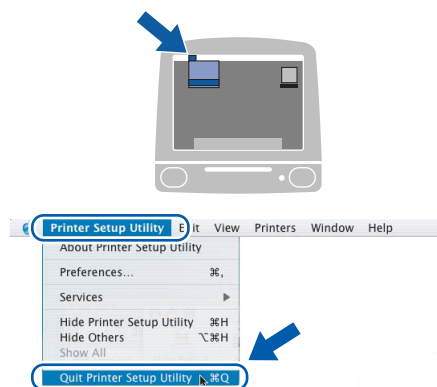 Printer Setup Utility Edit View Printers Window Help
About Printer Setup Utility
Preferences... ⌘,
Services ▶
Hide Printer Setup Utility ⌘H
Hide Others ⌥⌘H
Show All
Quit Printer Setup Utility ⌘Q